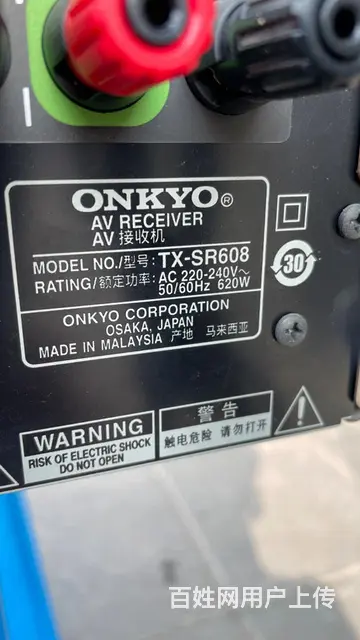 ONKYO®
AV RECEIVER
AV 接收机
MODEL NO./型号: TX-SR608
RATING/额定功率: AC 220-240V~
50/60Hz 620W
ONKYO CORPORATION
OSAKA, JAPAN
MADE IN MALAYSIA 产地 马来西亚
30
WARNING
RISK OF ELECTRIC SHOCK
DO NOT OPEN
警告
触电危险 请勿打开
百姓网用户上传